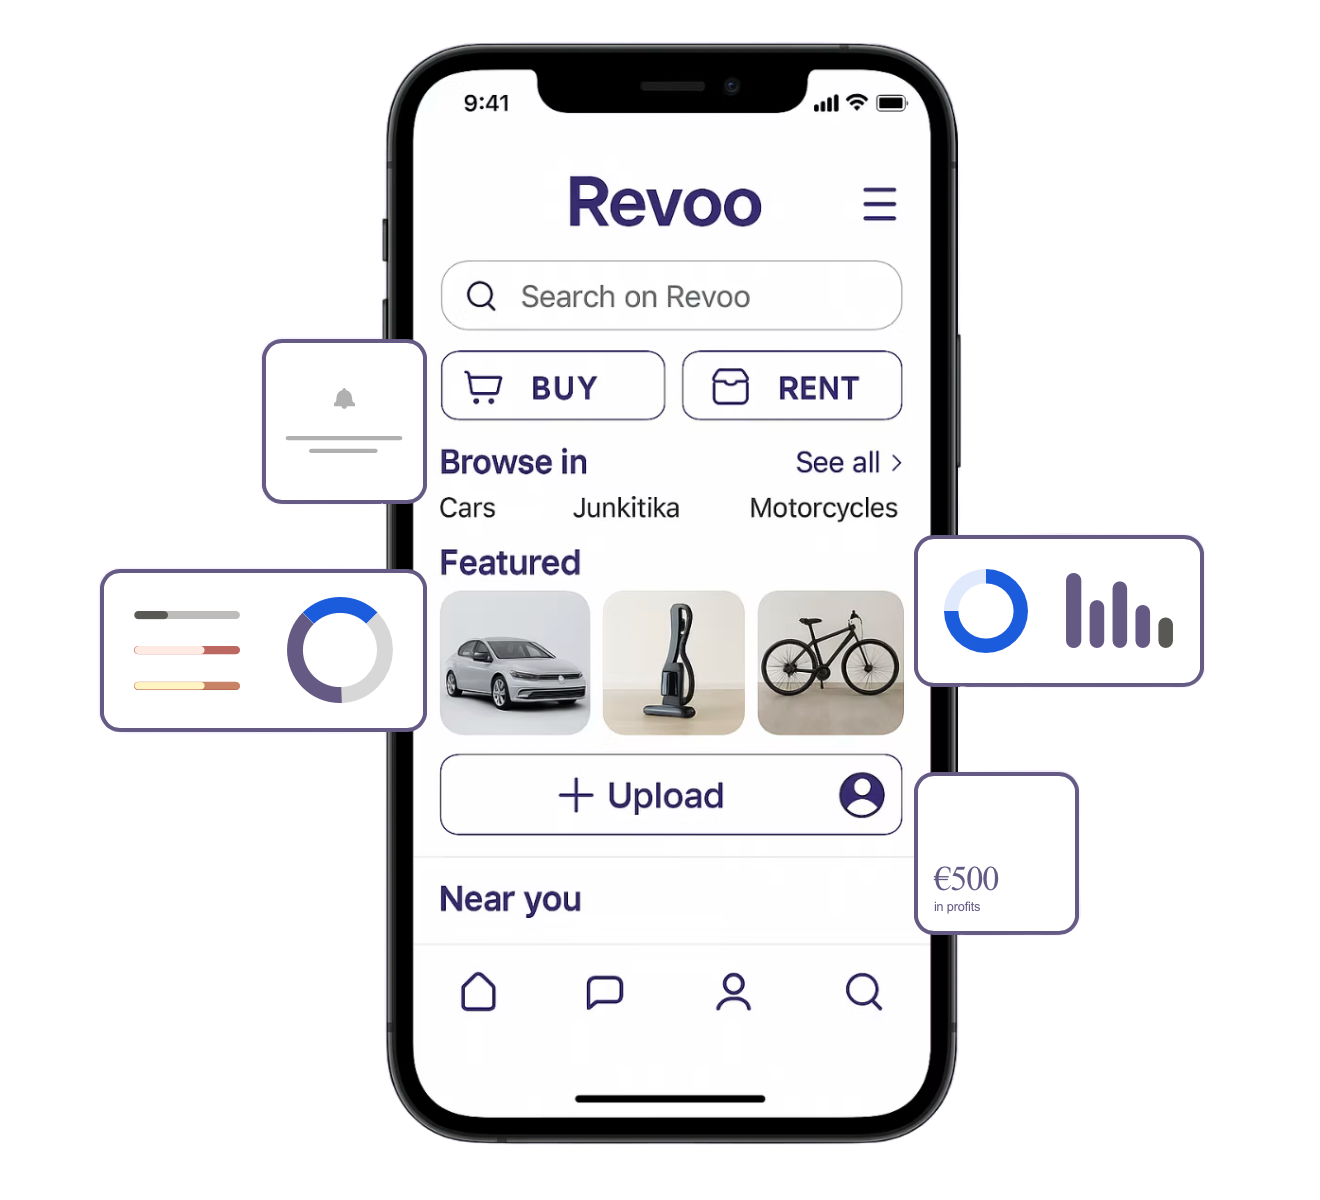 9:41
Revoo
Search on Revoo
BUY
RENT
Browse in
See all >
Cars
Junkitika
Motorcycles
Featured
+ Upload
€500
in profits
Near you